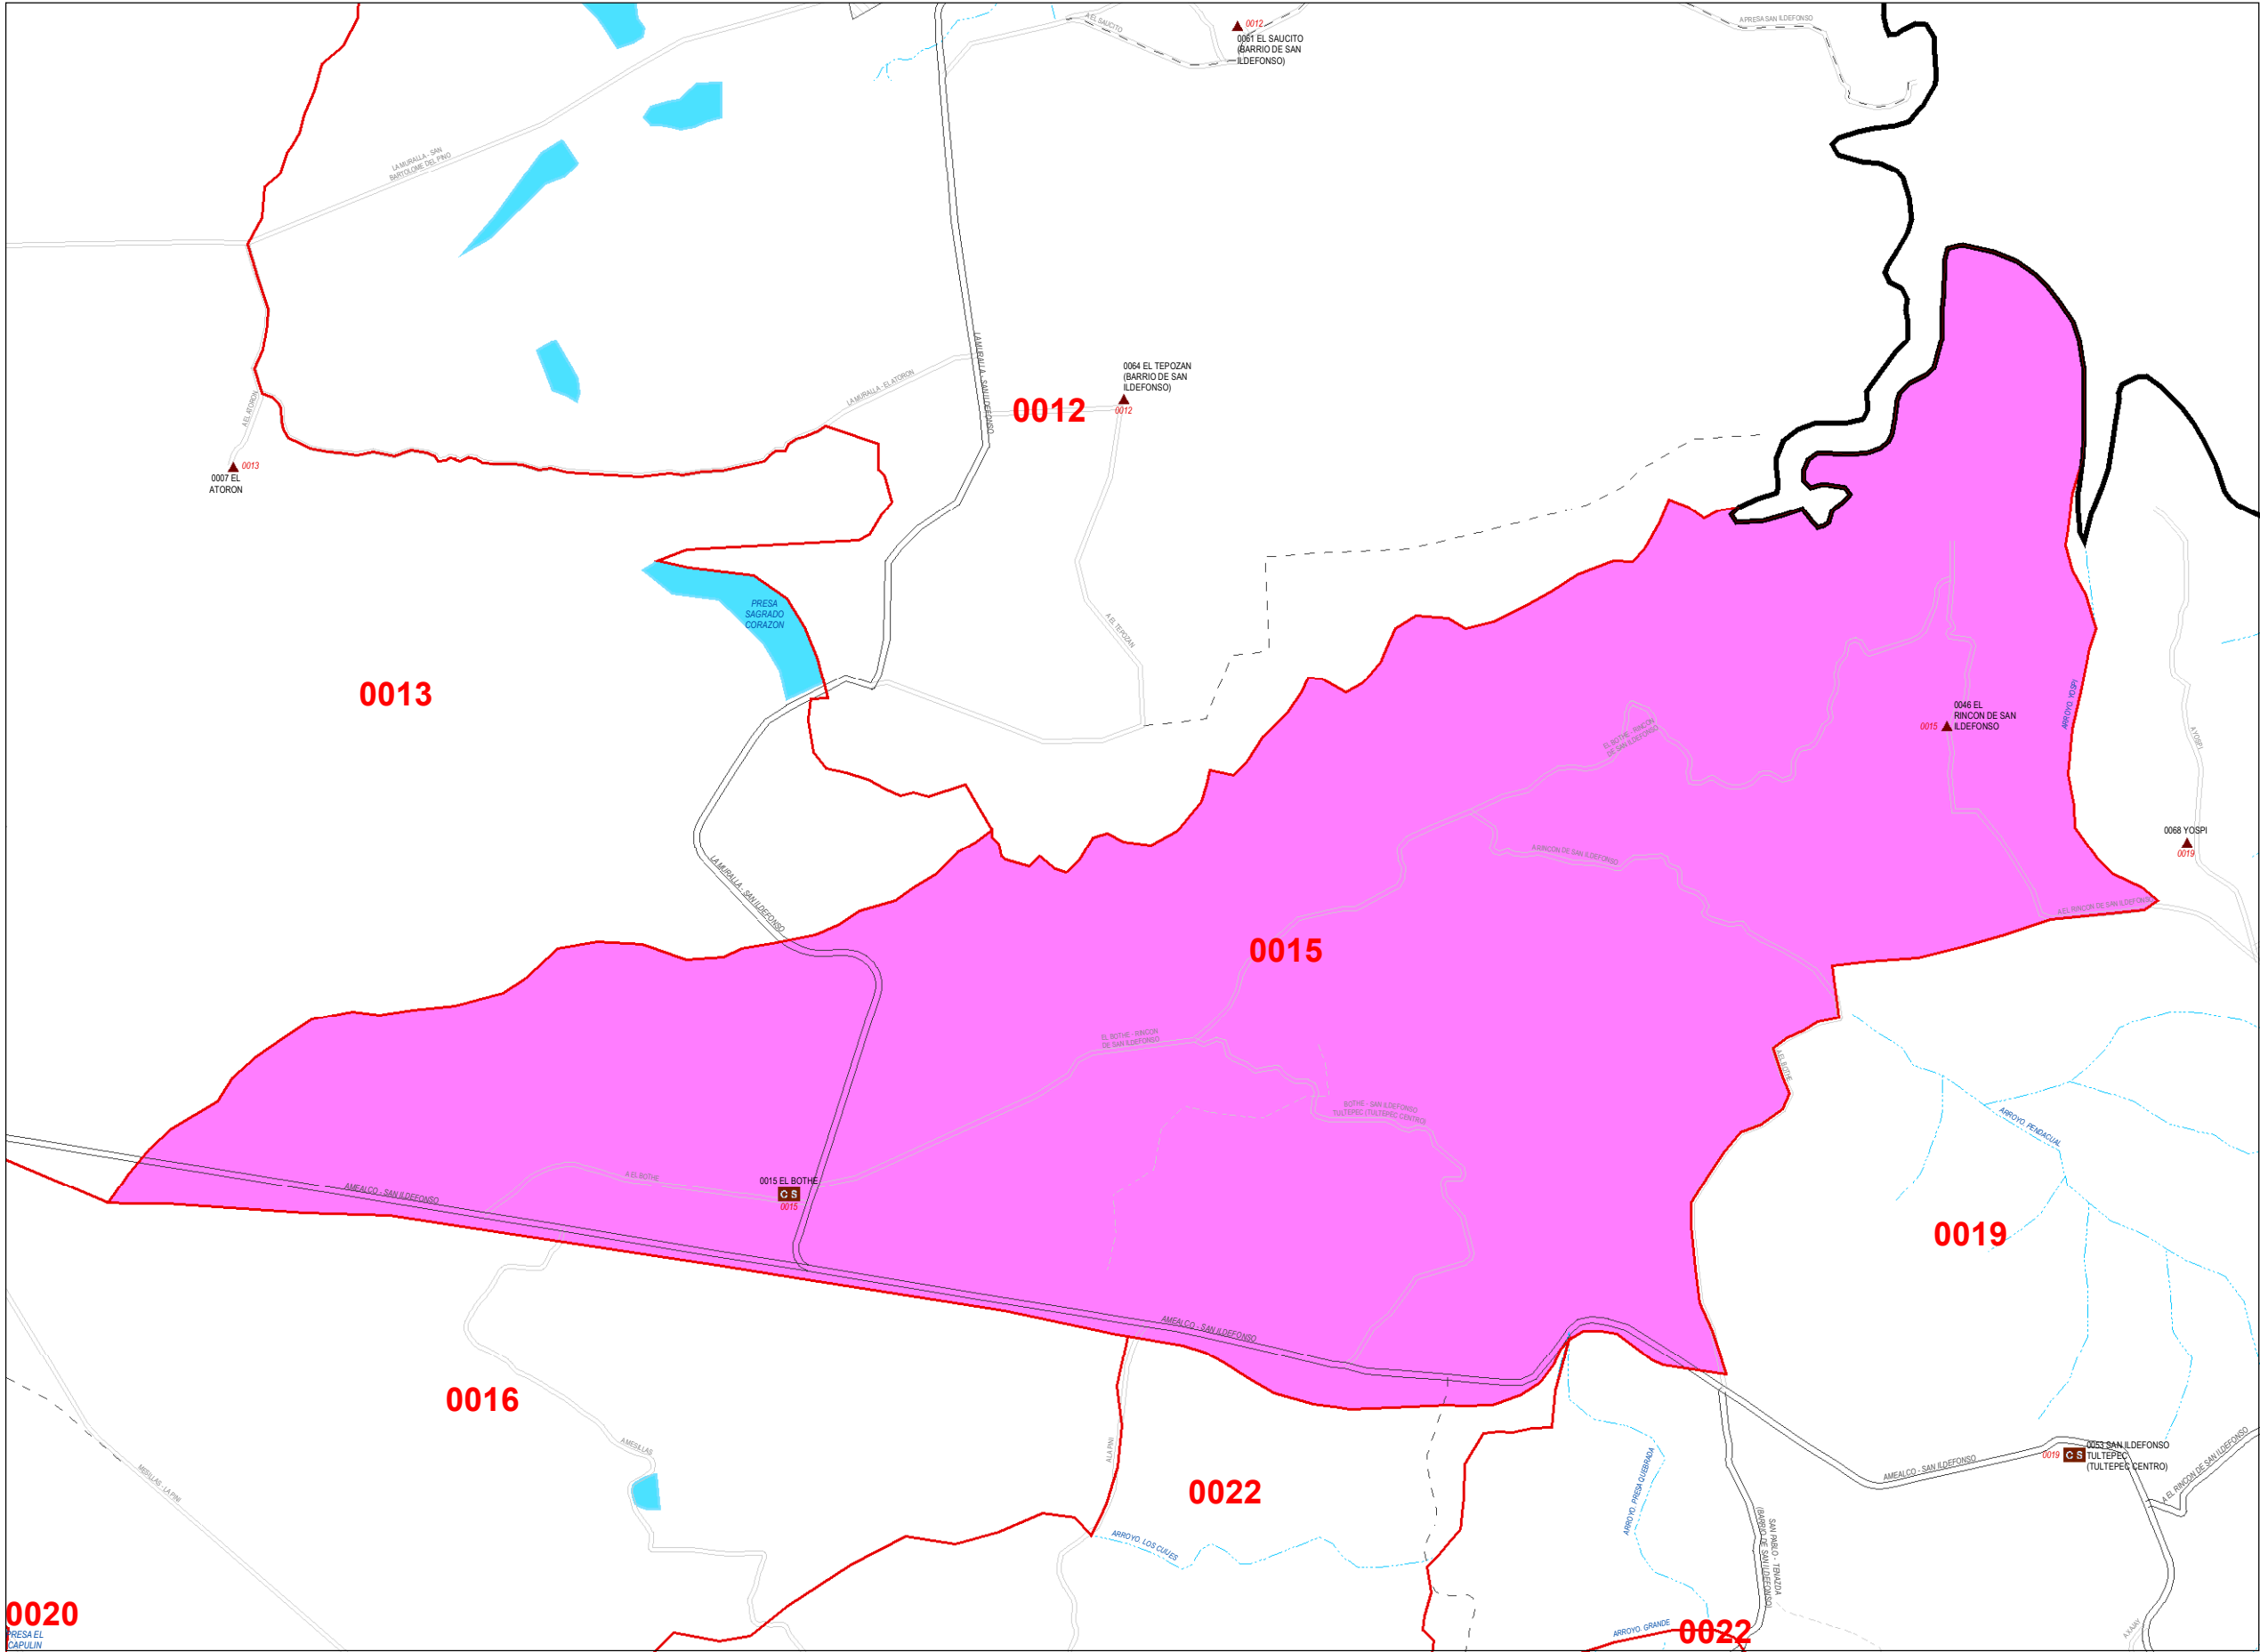 A EL SAUCITO
0012
0061 EL SAUCITO
(BARRIO DE SAN
ILDEFONSO)
A PRESA SAN ILDEFONSO
LA MURALLA - SAN
BARTOLOME DEL PINO
LA MURALLA - SAN ILDEFONSO
0064 EL TEPOZAN
(BARRIO DE SAN
ILDEFONSO)
0012
0012
LA MURALLA - EL ATORON
A EL ATORON
0013
0007 EL
ATORON
PRESA
SAGRADO
CORAZON
A EL TEPOZAN
0013
0046 EL
RINCON DE SAN
ILDEFONSO
0015
ARROYO. YOSPI
A YOSPI
EL BOTHE - RINCON
DE SAN ILDEFONSO
0068 YOSPI
0019
A RINCON DE SAN ILDEFONSO
LA MURALLA - SAN ILDEFONSO
A EL RINCON DE SAN ILDEFONSO
0015
EL BOTHE - RINCON
DE SAN ILDEFONSO
A EL BOTHE
BOTHE - SAN ILDEFONSO
TULTEPEC (TULTEPEC CENTRO)
ARROYO. PENDACUAL
A EL BOTHE
0015 EL BOTHE
C S
0015
AMEALCO - SAN ILDEFONSO
0019
AMEALCO - SAN ILDEFONSO
0016
A MESILLAS
A LA PINI
MESILLAS - LA PINI
0022
ARROYO. PRESA QUEBRADA
AMEALCO - SAN ILDEFONSO
0019
C S
0053 SAN ILDEFONSO
TULTEPEC
(TULTEPEC CENTRO)
A EL RINCON DE SAN ILDEFONSO
ARROYO. LOS CUUES
SAN PABLO - TENAZDA
(BARRIO DE SAN ILDEFONSO)
0020
PRESA EL
CAPULIN
ARROYO. GRANDE
0022
A XAJAY